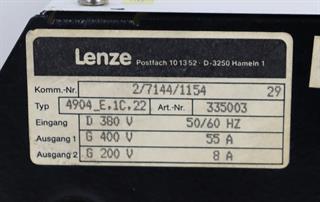 Lenze Postfach 10 13 52 · D-3250 Hameln 1
Komm.-Nr. 2/7144/1154 29
Typ 4904_E.1C.22 Art.-Nr. 335003
Eingang D 380 V 50/60 HZ
Ausgang 1 G 400 V 55 A
Ausgang 2 G 200 V 8 A